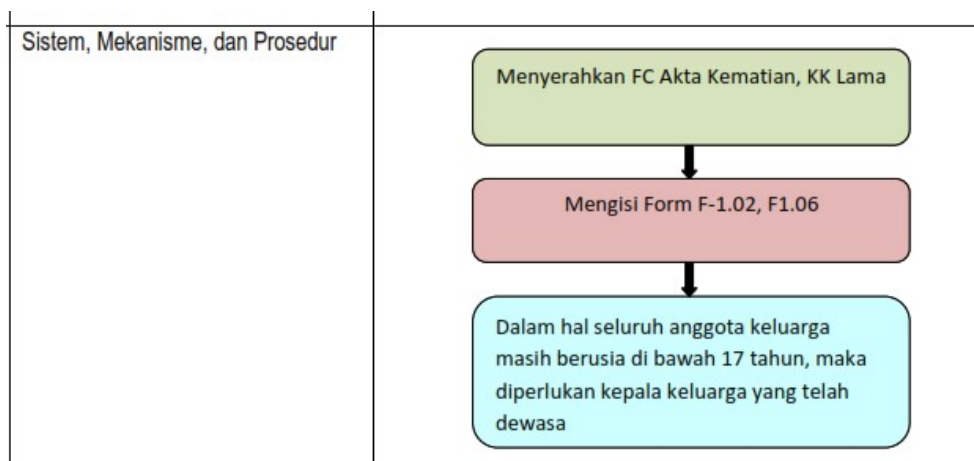 Sistem, Mekanisme, dan Prosedur
Menyerahkan FC Akta Kematian, KK Lama
Mengisi Form F-1.02, F1.06
Dalam hal seluruh anggota keluarga
masih berusia di bawah 17 tahun, maka
diperlukan kepala keluarga yang telah
dewasa